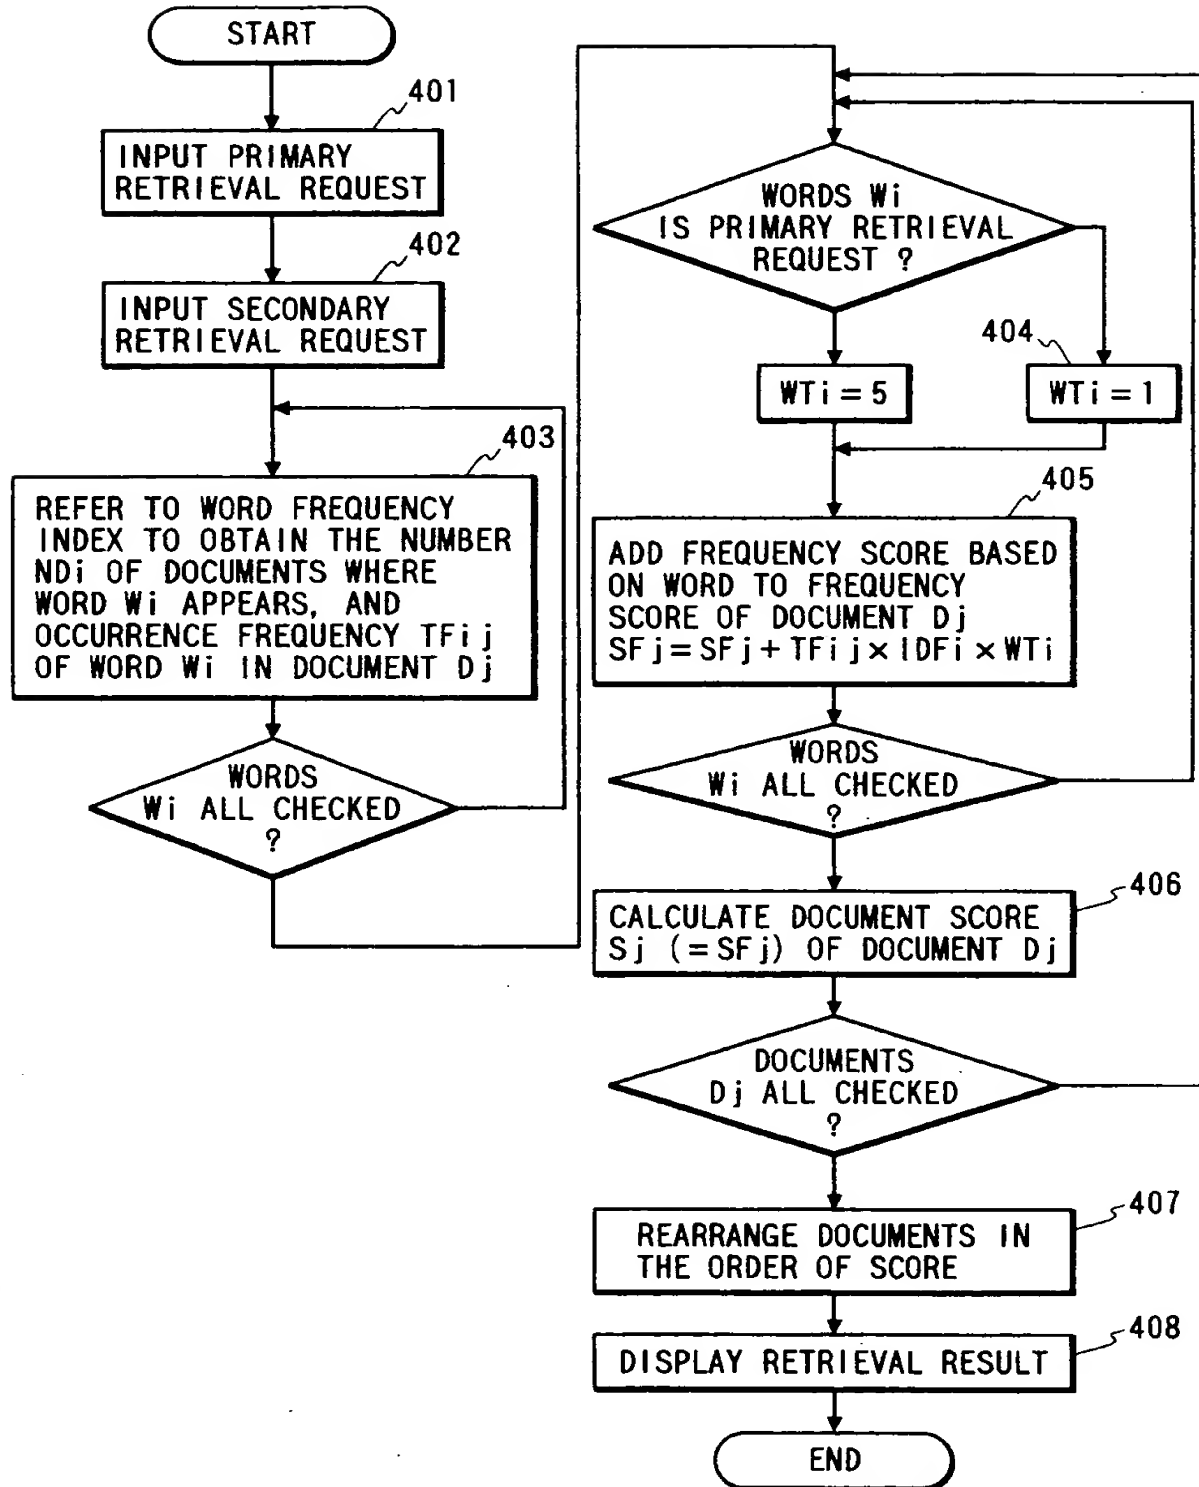 START
401
INPUT PRIMARY
RETRIEVAL REQUEST
402
INPUT SECONDARY
RETRIEVAL REQUEST
403
REFER TO WORD FREQUENCY
INDEX TO OBTAIN THE NUMBER
NDi OF DOCUMENTS WHERE
WORD Wi APPEARS, AND
OCCURRENCE FREQUENCY TFij
OF WORD Wi IN DOCUMENT Dj
WORDS
Wi ALL CHECKED
?
WORDS Wi
IS PRIMARY RETRIEVAL
REQUEST ?
404
WTi = 5
WTi = 1
405
ADD FREQUENCY SCORE BASED
ON WORD TO FREQUENCY
SCORE OF DOCUMENT Dj
SFj=SFj+TFij×IDFi×WTi
WORDS
Wi ALL CHECKED
?
406
CALCULATE DOCUMENT SCORE
Sj (=SFj) OF DOCUMENT Dj
DOCUMENTS
Dj ALL CHECKED
?
407
REARRANGE DOCUMENTS IN
THE ORDER OF SCORE
408
DISPLAY RETRIEVAL RESULT
END